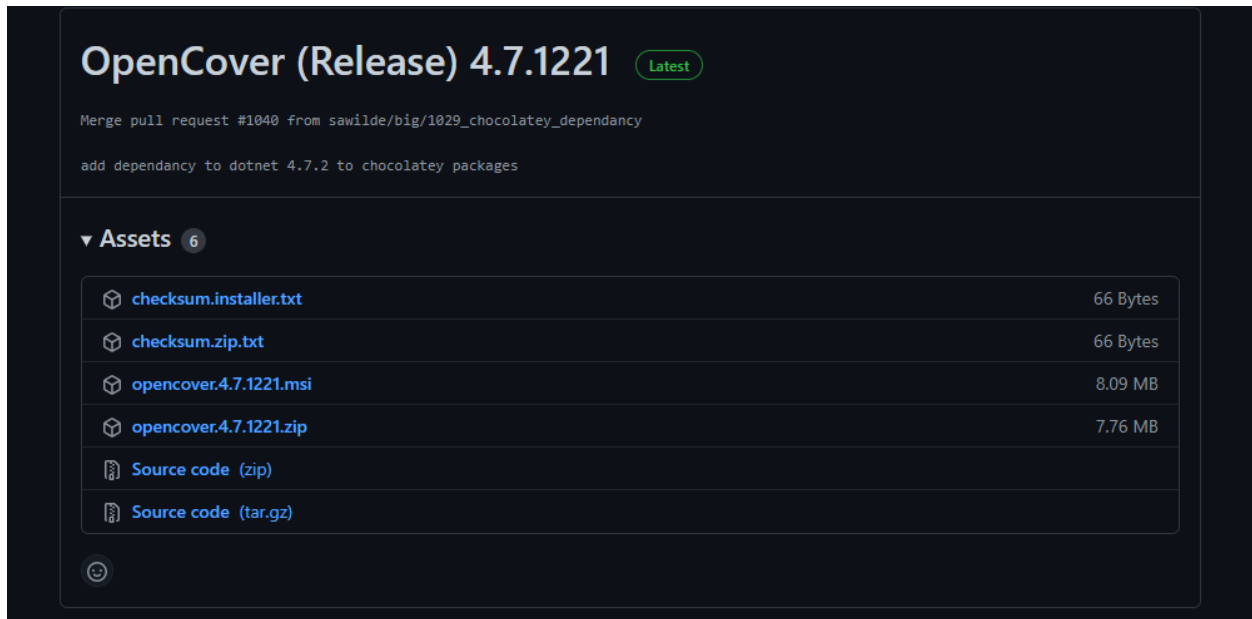 OpenCover (Release) 4.7.1221 Latest
Merge pull request #1040 from sawilde/big/1029_chocolatey_dependancy
add dependancy to dotnet 4.7.2 to chocolatey packages
Assets 6
checksum.installer.txt 66 Bytes
checksum.zip.txt 66 Bytes
opencover.4.7.1221.msi 8.09 MB
opencover.4.7.1221.zip 7.76 MB
Source code (zip)
Source code (tar.gz)